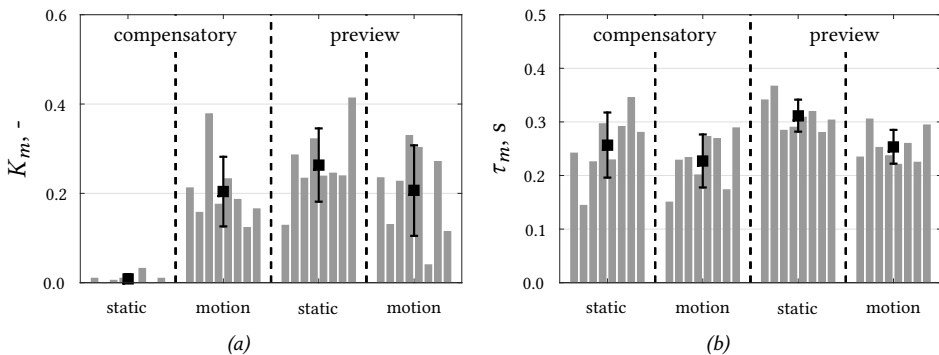 0.6
0.4
0.2
0.0
K_m, -
compensatory
preview
static
motion
static
motion
(a)
0.5
0.4
0.3
0.2
0.1
0.0
τ_m, s
compensatory
preview
static
motion
static
motion
(b)